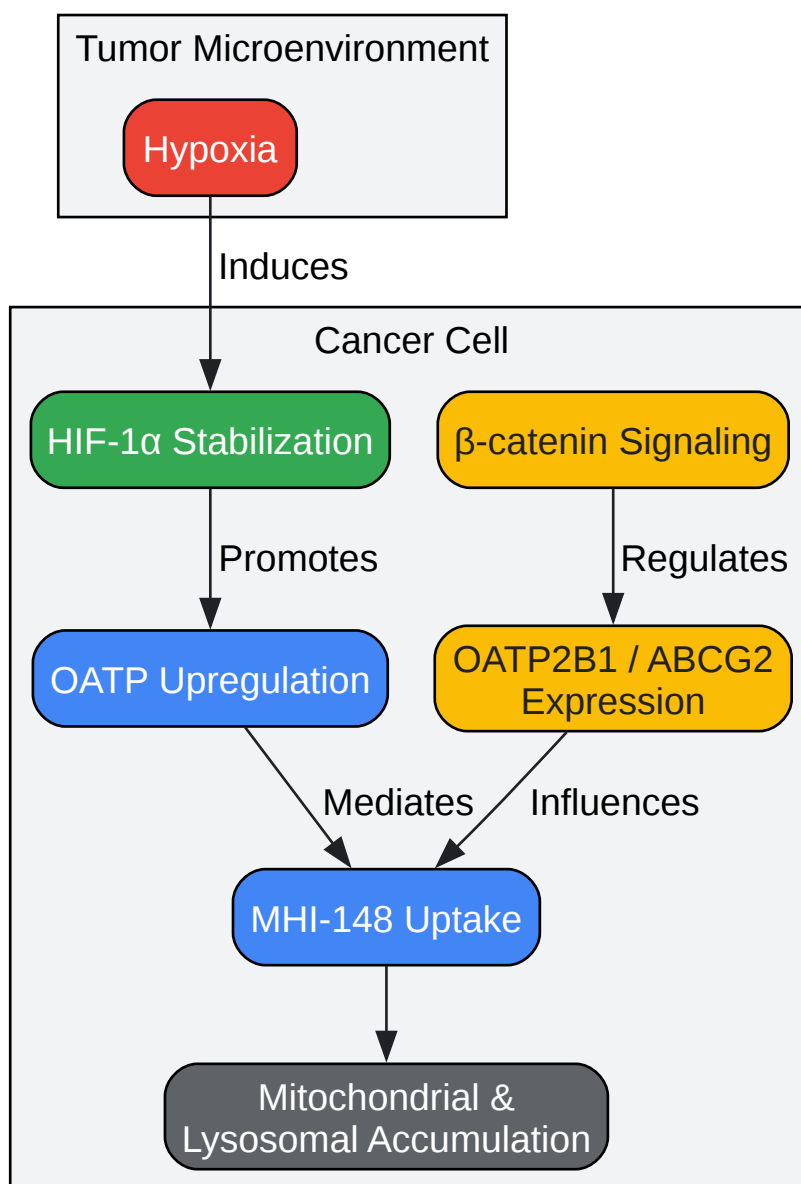 Tumor Microenvironment
Hypoxia
Induces
Cancer Cell
HIF-1α Stabilization
β-catenin Signaling
Promotes
Regulates
OATP Upregulation
OATP2B1 / ABCG2
Expression
Mediates
Influences
MHI-148 Uptake
Mitochondrial &
Lysosomal Accumulation